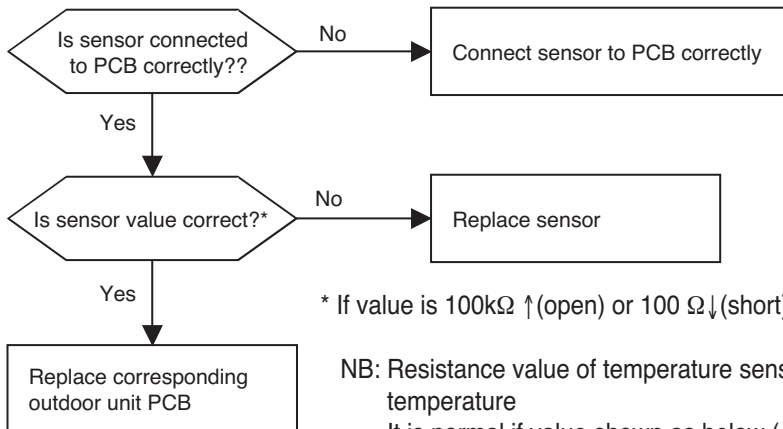 Is sensor connected
to PCB correctly??
No
Connect sensor to PCB correctly
Yes
Is sensor value correct?*
No
Replace sensor
Yes
* If value is 100kΩ ↑(open) or 100 Ω↓(short)
Replace corresponding
outdoor unit PCB
NB: Resistance value of temperature
temperature
It is normal if value shown as below